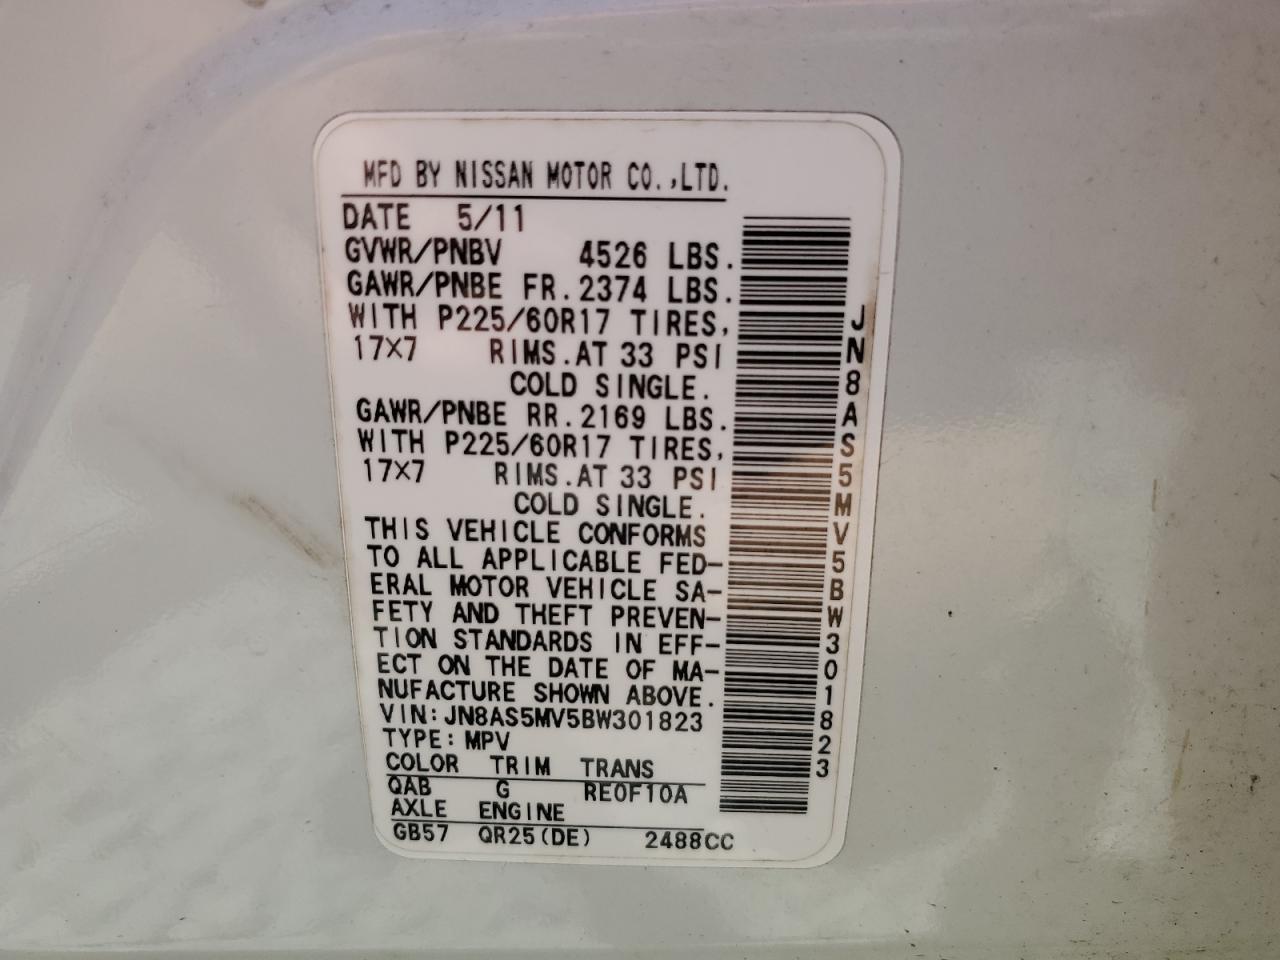 MFD BY NISSAN MOTOR CO.,LTD.
DATE 5/11
GVWR/PNBV 4526 LBS.
GAWR/PNBE FR.2374 LBS.
WITH P225/60R17 TIRES,
17X7 RIMS.AT 33 PSI
COLD SINGLE.
GAWR/PNBE RR.2169 LBS.
WITH P225/60R17 TIRES,
17X7 RIMS.AT 33 PSI
COLD SINGLE.
THIS VEHICLE CONFORMS
TO ALL APPLICABLE FED-
ERAL MOTOR VEHICLE SA-
FETY AND THEFT PREVEN-
TION STANDARDS IN EFF-
ECT ON THE DATE OF MA-
NUFACTURE SHOWN ABOVE.
VIN:JN8AS5MV5BW301823
TYPE:MPV
COLOR TRIM TRANS
QAB G RE0F10A
AXLE ENGINE
GB57 QR25(DE) 2488CC
JN8AS5MV5BW301823